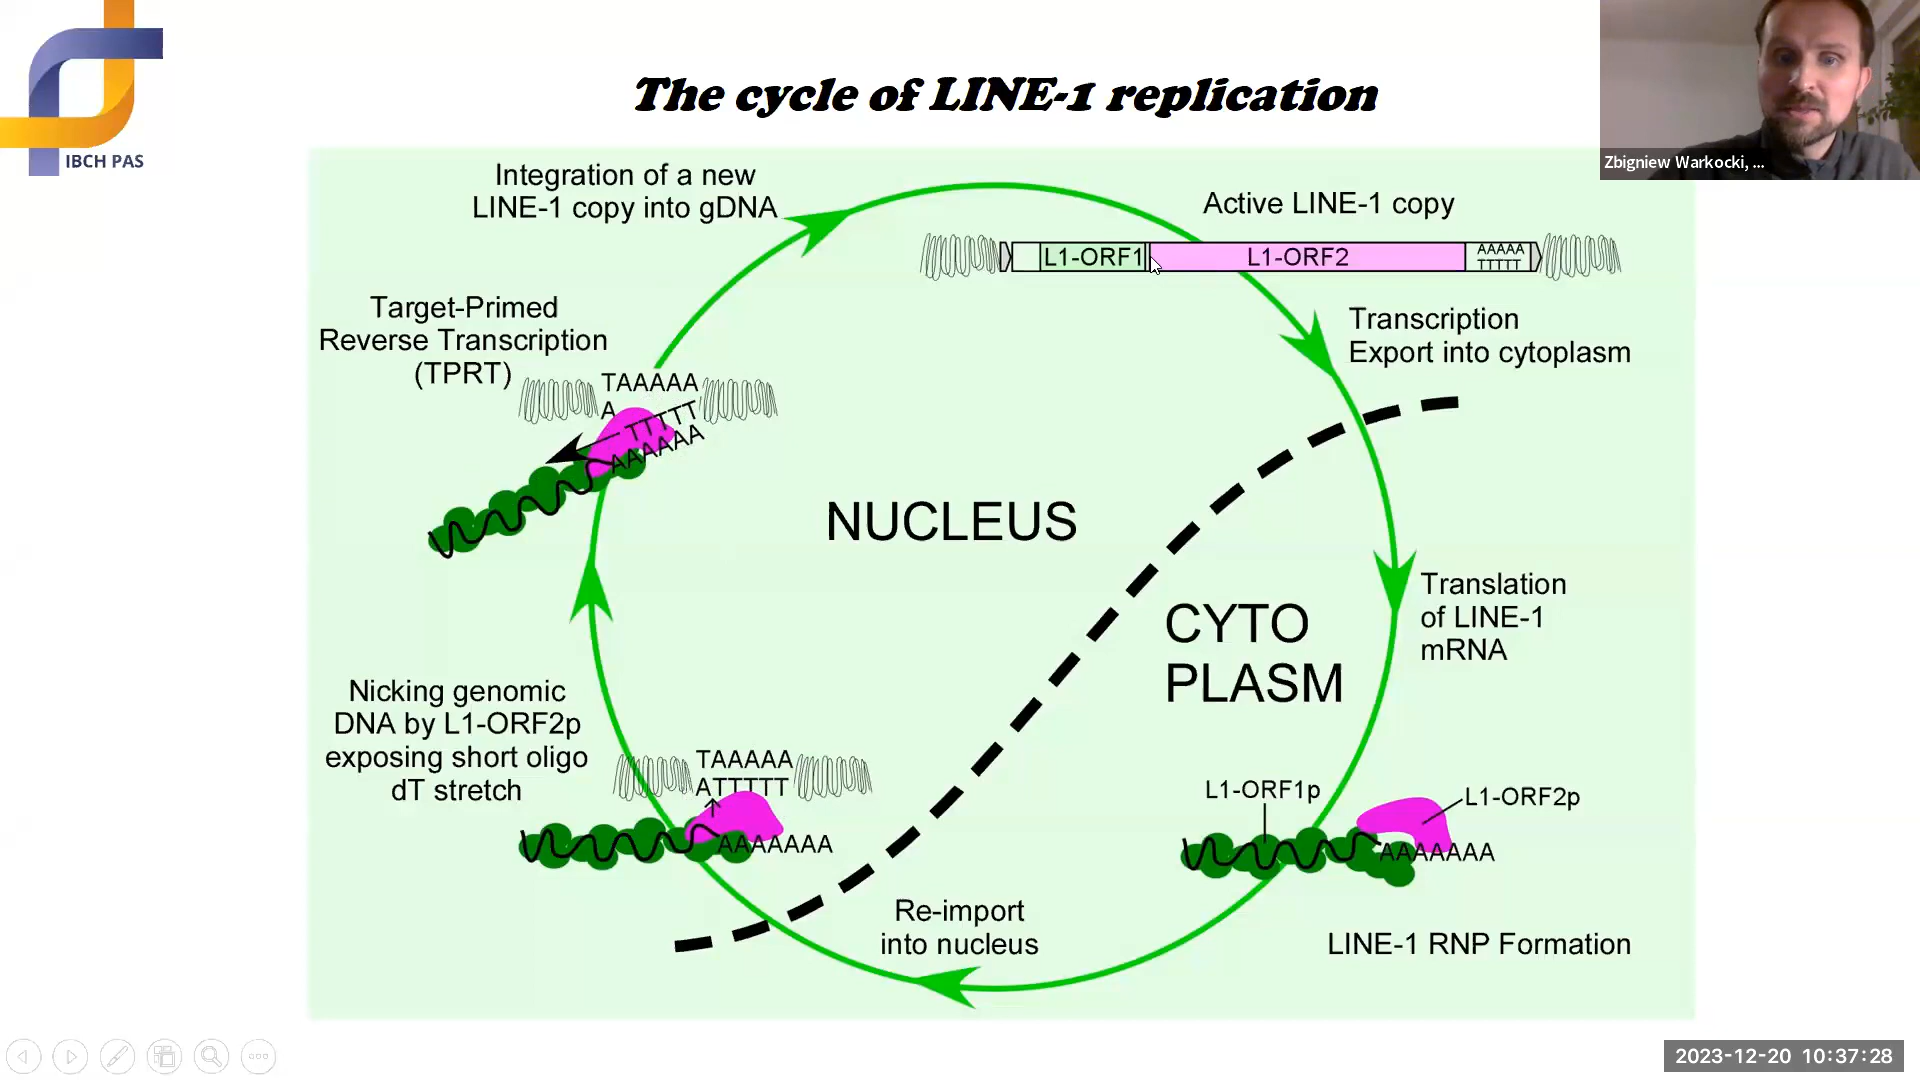 IBCH PAS
The cycle of LINE-1 replication
Zbigniew Warkocki, ...
Integration of a new
LINE-1 copy into gDNA
Active LINE-1 copy
L1-ORF1
L1-ORF2
AAAAA
TTTTT
Transcription
Export into cytoplasm
Target-Primed
Reverse Transcription
(TPRT)
TAAAAA
A
TTTTT
AAAAAA
NUCLEUS
CYTO
PLASM
Translation
of LINE-1
mRNA
Nicking genomic
DNA by L1-ORF2p
exposing short oligo
dT stretch
TAAAAA
ATTTTT
AAAAAAA
L1-ORF1p
L1-ORF2p
AAAAAAA
Re-import
into nucleus
LINE-1 RNP Formation
2023-12-20 10:37:28